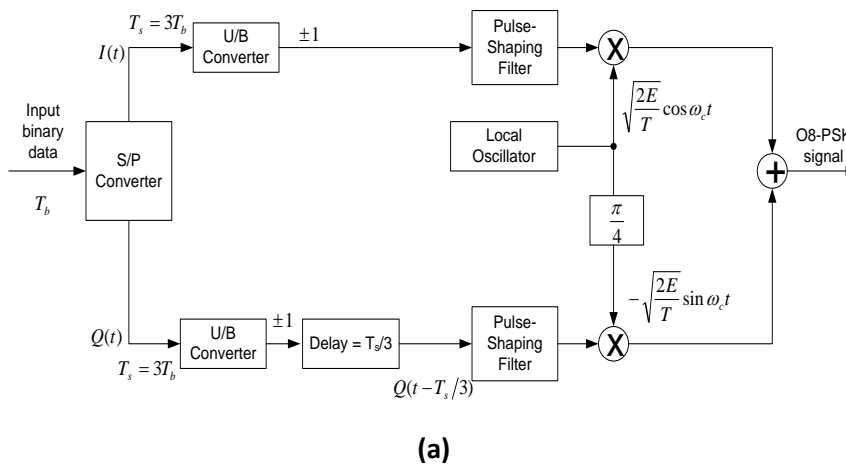 T_s = 3T_b
I(t)
U/B
Converter
±1
Pulse-
Shaping
Filter
X
√(2E/T) cos ω_c t
Input
binary
data
T_b
S/P
Converter
Local
Oscillator
π/4
O8-PSK
signal
+
−√(2E/T) sin ω_c t
Q(t)
T_s = 3T_b
U/B
Converter
±1
Delay = T_s/3
Q(t − T_s/3)
Pulse-
Shaping
Filter
X
(a)